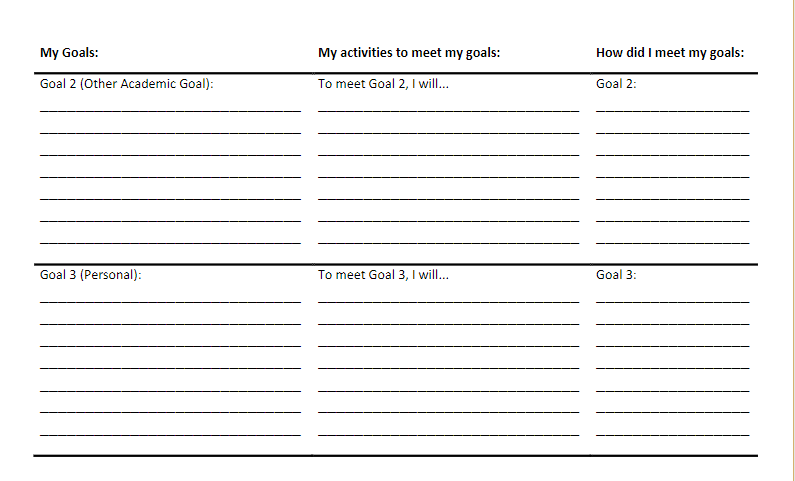 My Goals: My activities to meet my goals: How did I meet my goals:
Goal 2 (Other Academic Goal): To meet Goal 2, I will... Goal 2:
Goal 3 (Personal): To meet Goal 3, I will... Goal 3: